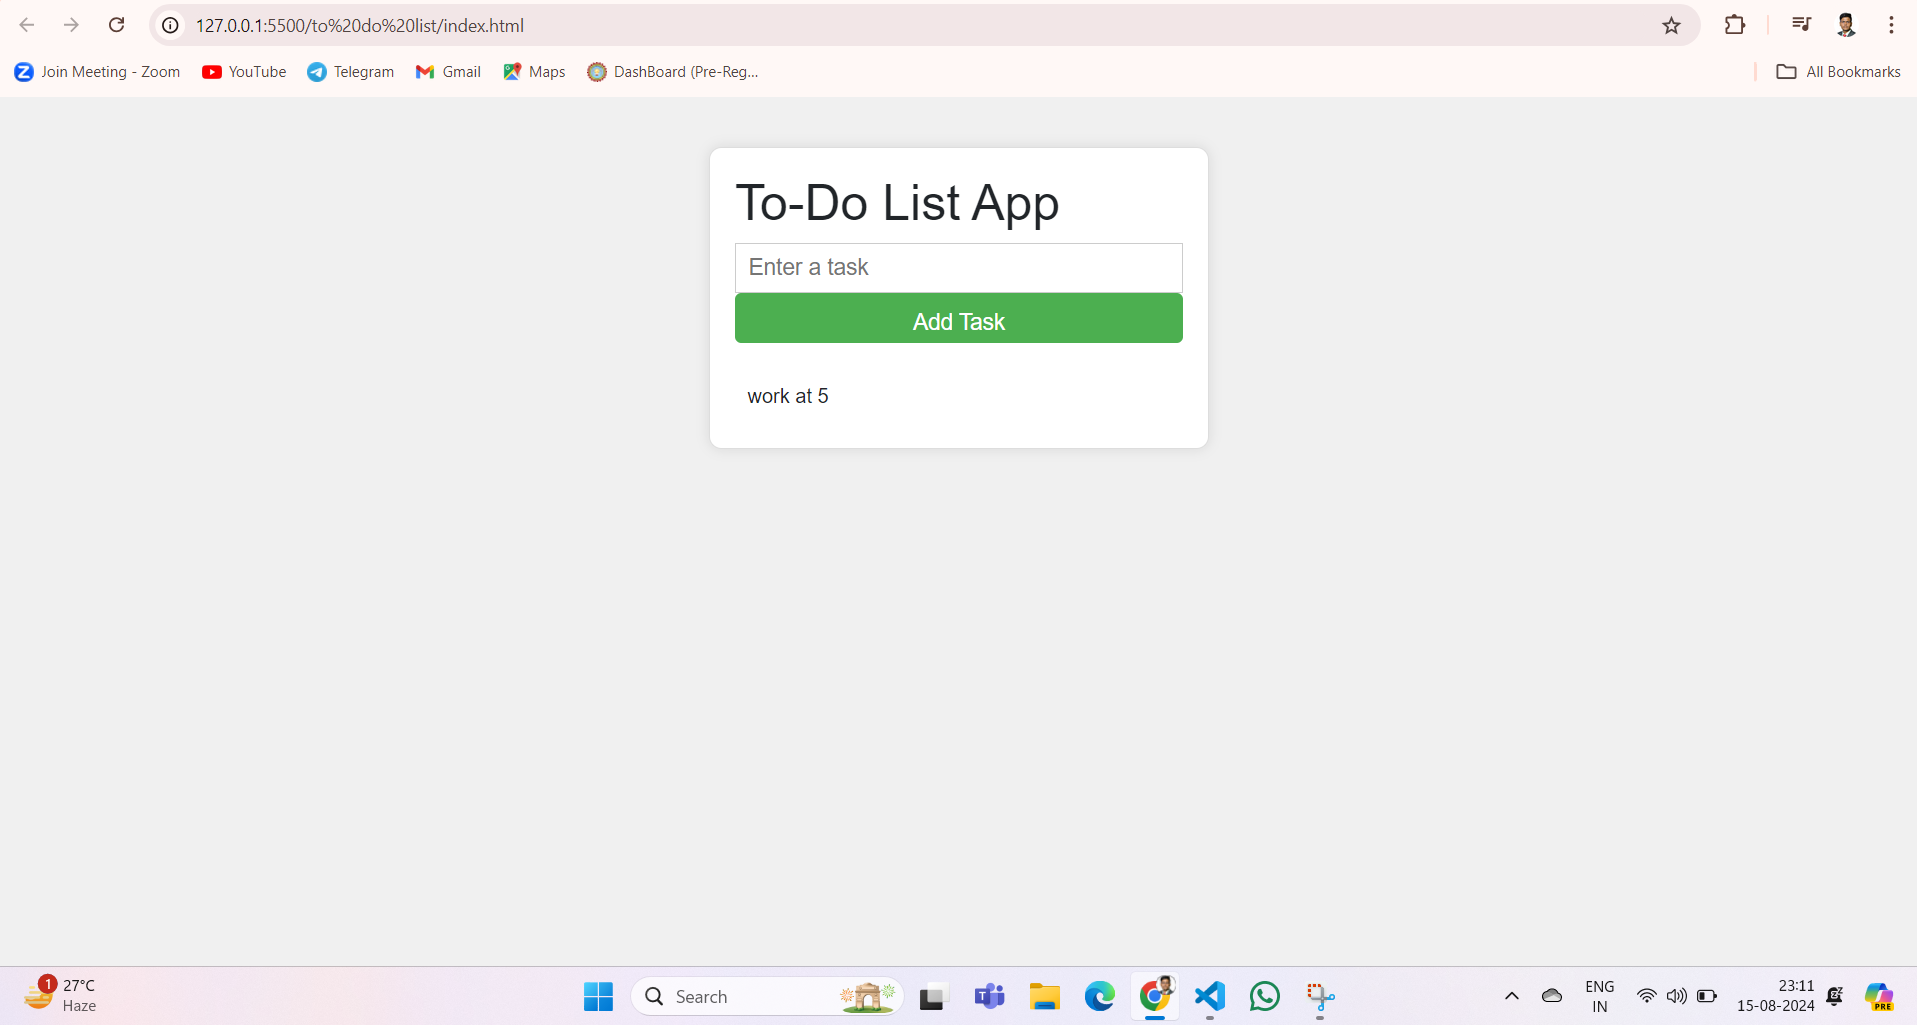 127.0.0.1:5500/to%20do%20list/index.html
Join Meeting - Zoom
YouTube
Telegram
Gmail
Maps
DashBoard (Pre-Reg...
All Bookmarks
To-Do List App
Enter a task
Add Task
work at 5
1
27°C
Haze
Search
ENG
IN
23:11
15-08-2024
PRE